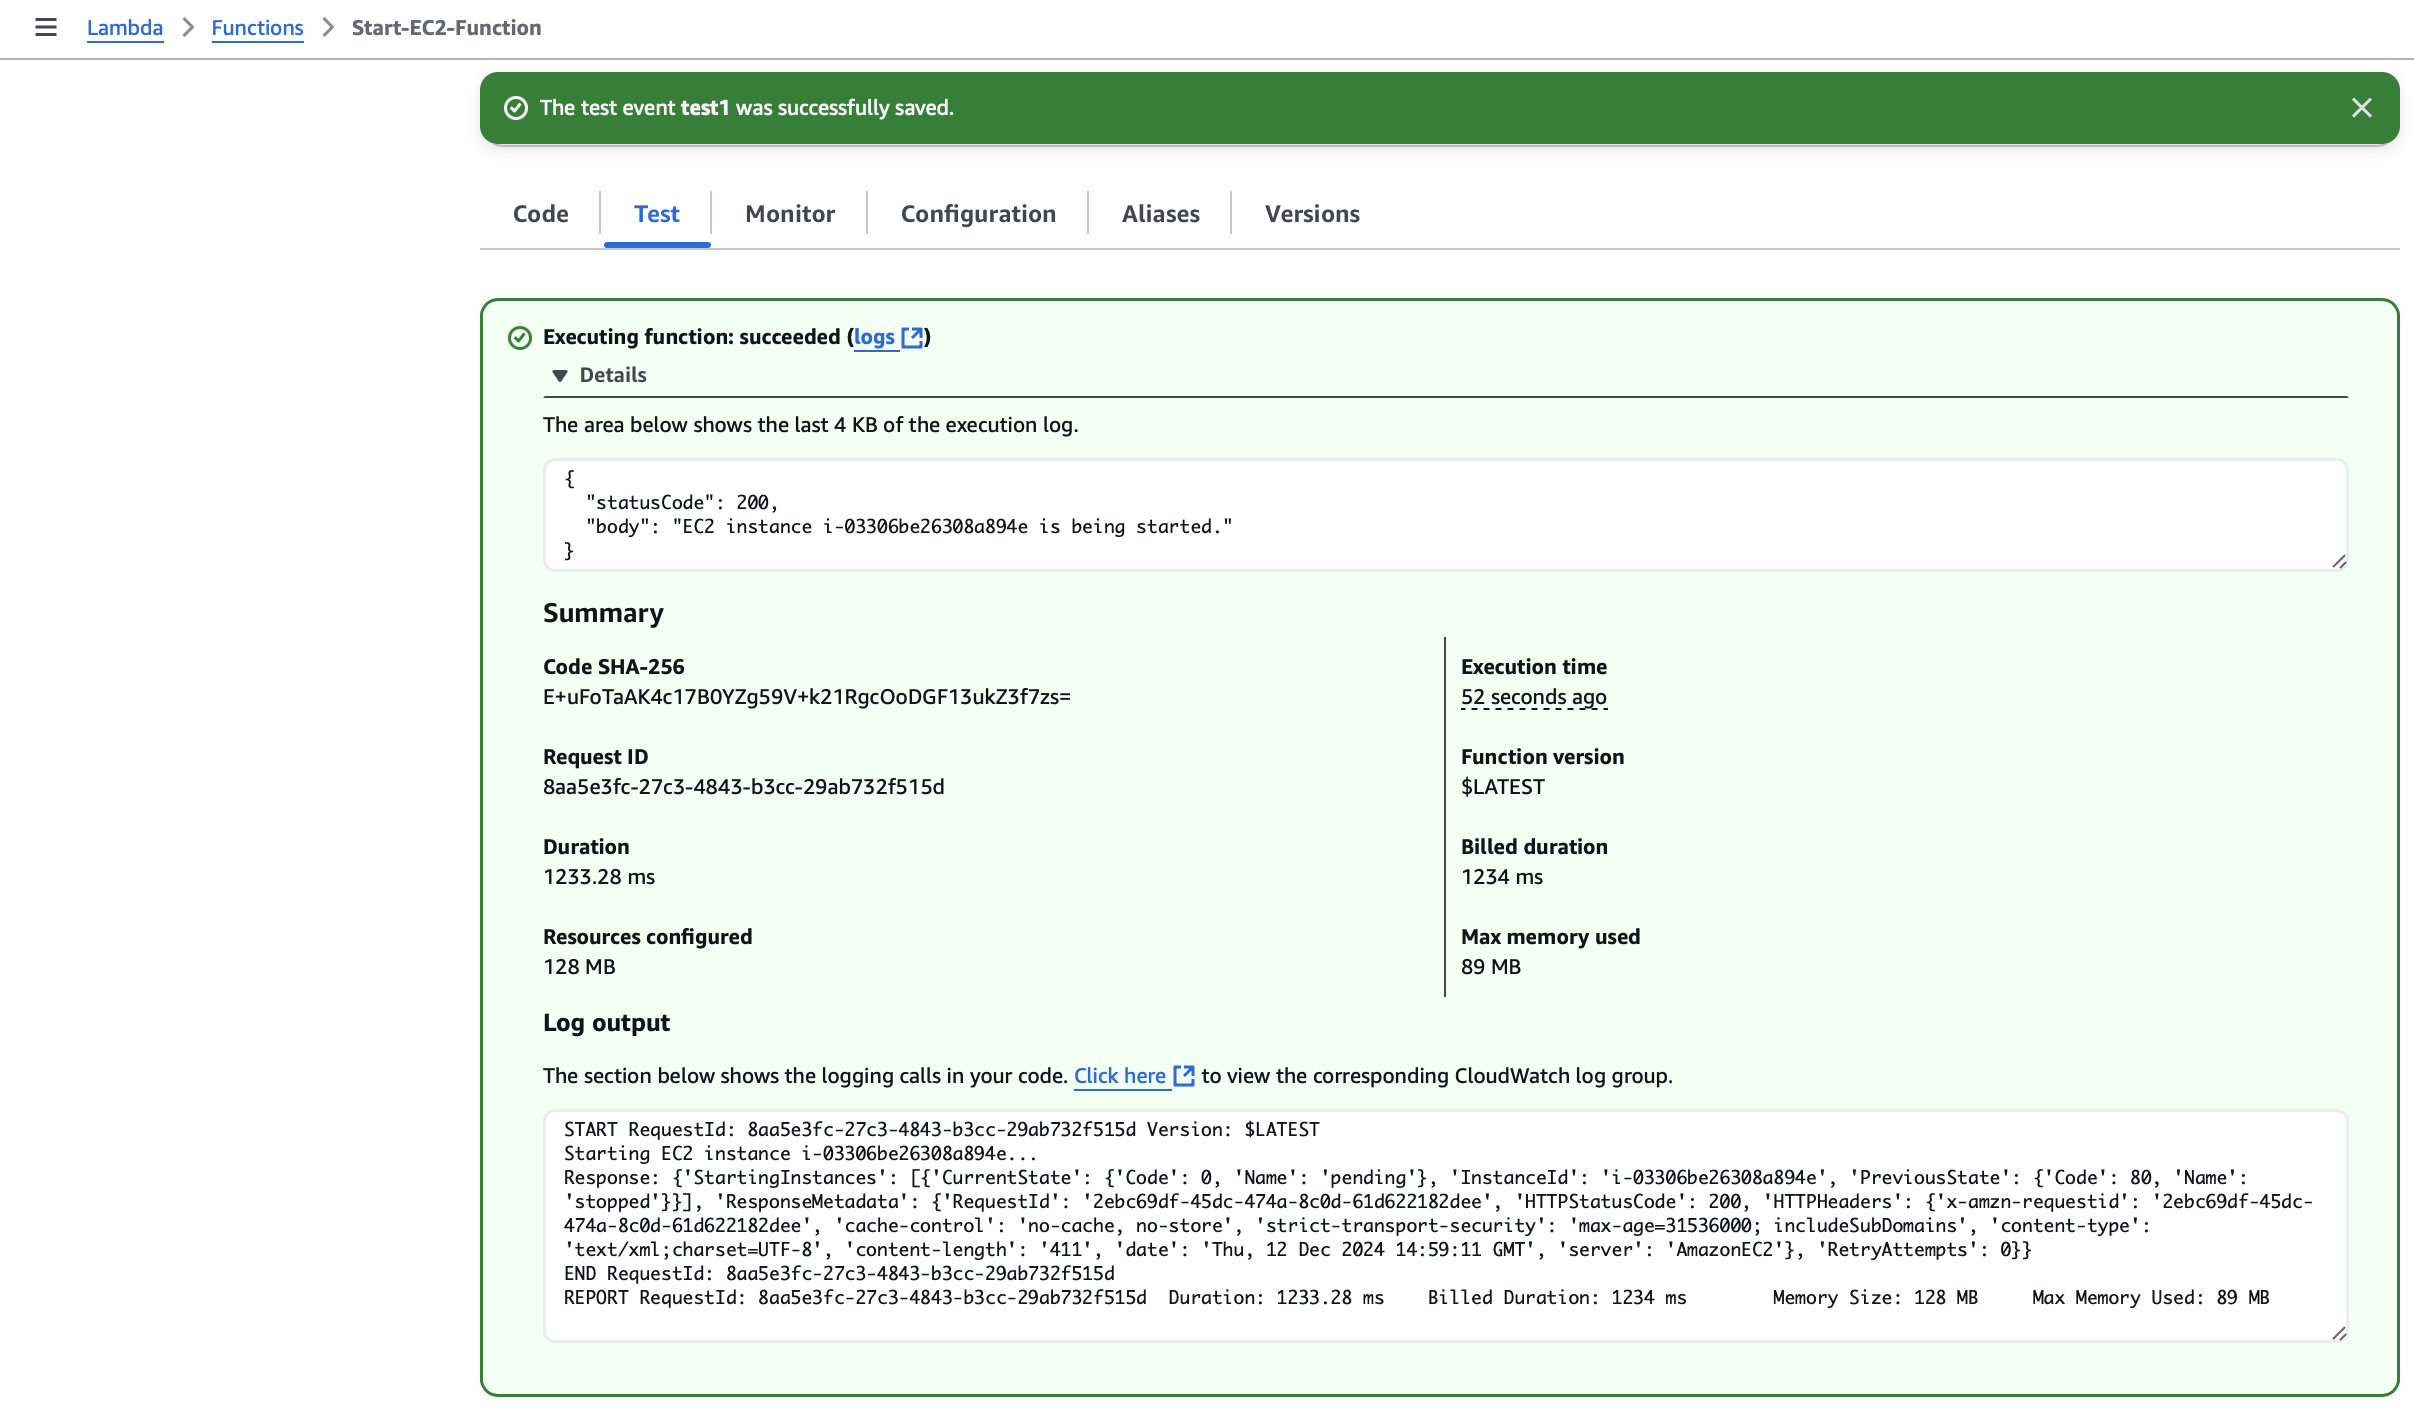 Lambda > Functions > Start-EC2-Function
The test event test1 was successfully saved.
Code Test Monitor Configuration Aliases Versions
Executing function: succeeded (logs)
Details
The area below shows the last 4 KB of the execution log.
{
"statusCode": 200,
"body": "EC2 instance i-03306be26308a894e is being started."
}
Summary
Code SHA-256
E+uFoTaAK4c17B0YZg59V+k21RgcOoDGF13ukZ3f7zs=
Execution time
52 seconds ago
Request ID
8aa5e3fc-27c3-4843-b3cc-29ab732f515d
Function version
$LATEST
Duration
1233.28 ms
Billed duration
1234 ms
Resources configured
128 MB
Max memory used
89 MB
Log output
The section below shows the logging calls in your code. Click here to view the corresponding CloudWatch log group.
START RequestId: 8aa5e3fc-27c3-4843-b3cc-29ab732f515d Version: $LATEST
Starting EC2 instance i-03306be26308a894e...
Response: {'StartingInstances': [{'CurrentState': {'Code': 0, 'Name': 'pending'}, 'InstanceId': 'i-03306be26308a894e', 'PreviousState': {'Code': 80, 'Name':
'stopped'}}], 'ResponseMetadata': {'RequestId': '2ebc69df-45dc-474a-8c0d-61d622182dee', 'HTTPStatusCode': 200, 'HTTPHeaders': {'x-amzn-requestid': '2ebc69df-45dc-
474a-8c0d-61d622182dee', 'cache-control': 'no-cache, no-store', 'strict-transport-security': 'max-age=31536000; includeSubDomains', 'content-type':
'text/xml;charset=UTF-8', 'content-length': '411', 'date': 'Thu, 12 Dec 2024 14:59:11 GMT', 'server': 'AmazonEC2'}, 'RetryAttempts': 0}}
END RequestId: 8aa5e3fc-27c3-4843-b3cc-29ab732f515d
REPORT RequestId: 8aa5e3fc-27c3-4843-b3cc-29ab732f515d Duration: 1233.28 ms Billed Duration: 1234 ms Memory Size: 128 MB Max Memory Used: 89 MB